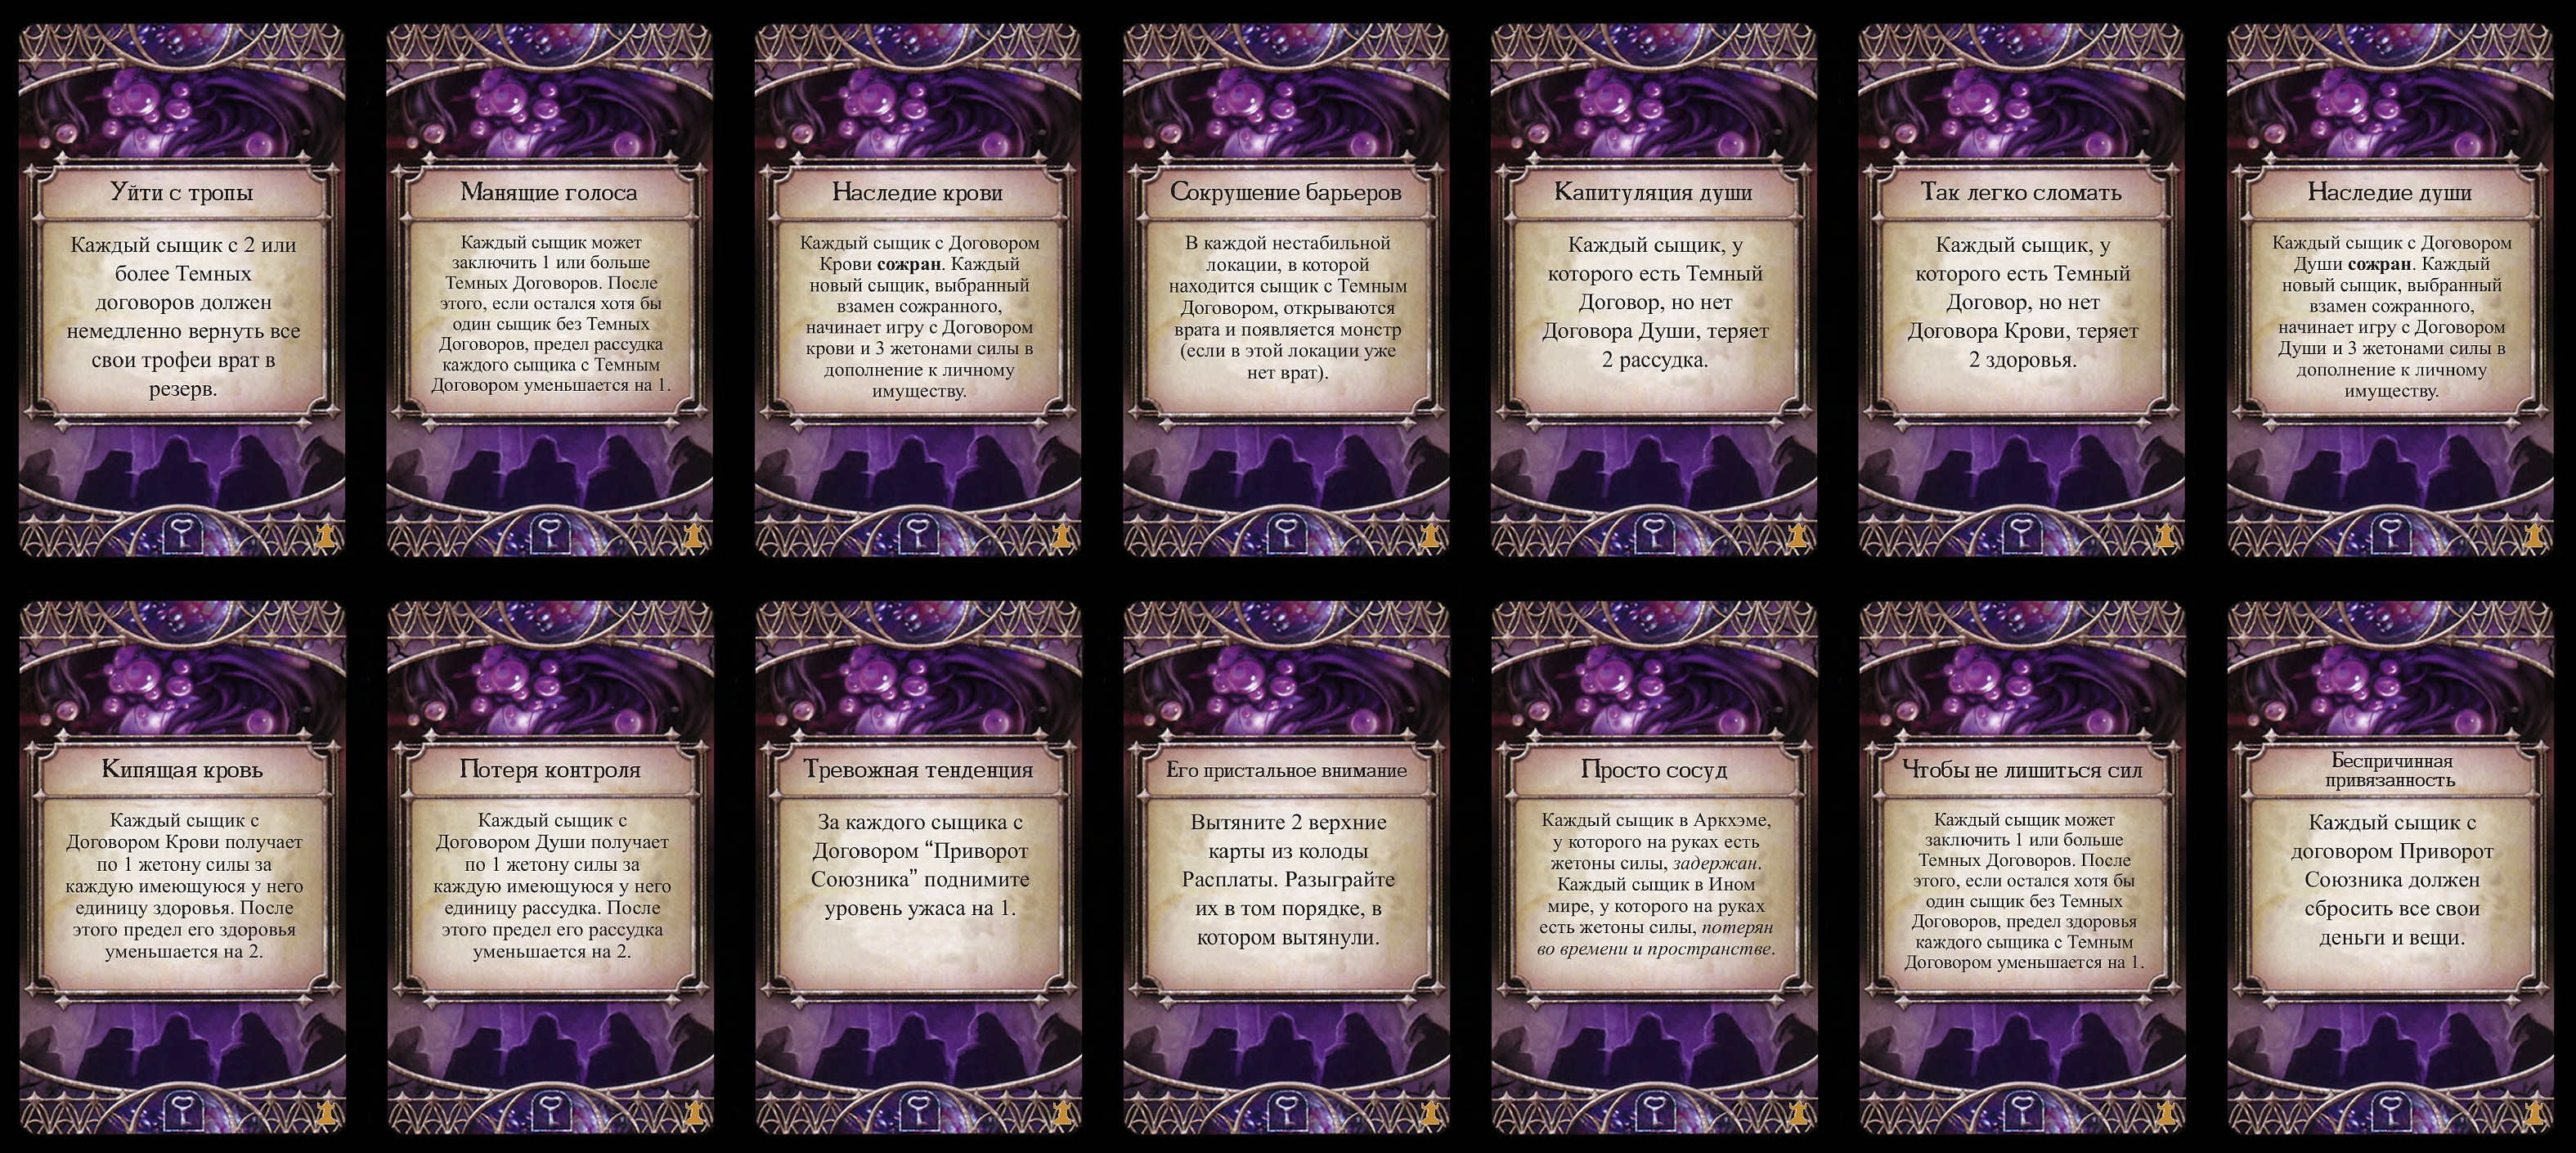 Уйти с тропы
Каждый сыщик с 2 или
более Темных
договоров должен
немедленно вернуть все
свои трофеи врат в
резерв.
Манящие голоса
Каждый сыщик может
заключить 1 или больше
Темных Договоров. После
этого, если остался хотя бы
один сыщик без Темных
Договоров, предел рассудка
каждого сыщика с Темным
Договором уменьшается на 1.
Наследие крови
Каждый сыщик с Договором
Крови сожран. Каждый
новый сыщик, выбранный
взамен сожранного,
начинает игру с Договором
крови и 3 жетонами силы в
дополнение к личному
имуществу.
Сокрушение барьеров
В каждой нестабильной
локации, в которой
находится сыщик с Темным
Договором, открываются
врата и появляется монстр
(если в этой локации уже
нет врат).
Капитуляция души
Каждый сыщик, у
которого есть Темный
Договор, но нет
Договора Души, теряет
2 рассудка.
Так легко сломать
Каждый сыщик, у
которого есть Темный
Договор, но нет
Договора Крови, теряет
2 здоровья.
Наследие души
Каждый сыщик с Договором
Души сожран. Каждый
новый сыщик, выбранный
взамен сожранного,
начинает игру с Договором
Души и 3 жетонами силы в
дополнение к личному
имуществу.
Кипящая кровь
Каждый сыщик с
Договором Крови получает
по 1 жетону силы за
каждую имеющуюся у него
единицу здоровья. После
этого предел его здоровья
уменьшается на 2.
Потеря контроля
Каждый сыщик с
Договором Души получает
по 1 жетону силы за
каждую имеющуюся у него
единицу рассудка. После
этого предел его рассудка
уменьшается на 2.
Тревожная тенденция
За каждого сыщика с
Договором “Приворот
Союзника” поднимите
уровень ужаса на 1.
Его пристальное внимание
Вытяните 2 верхние
карты из колоды
Расплаты. Разыграйте
их в том порядке, в
котором вытянули.
Просто сосуд
Каждый сыщик в Аркхэме,
у которого на руках есть
жетоны силы, задержан.
Каждый сыщик в Ином
мире, у которого на руках
есть жетоны силы, потерян
во времени и пространстве.
Чтобы не лишиться сил
Каждый сыщик может
заключить 1 или больше
Темных Договоров. После
этого, если остался хотя бы
один сыщик без Темных
Договоров, предел здоровья
каждого сыщика с Темным
Договором уменьшается на 1.
Беспричинная
привязанность
Каждый сыщик с
договором Приворот
Союзника должен
сбросить все свои
деньги и вещи.